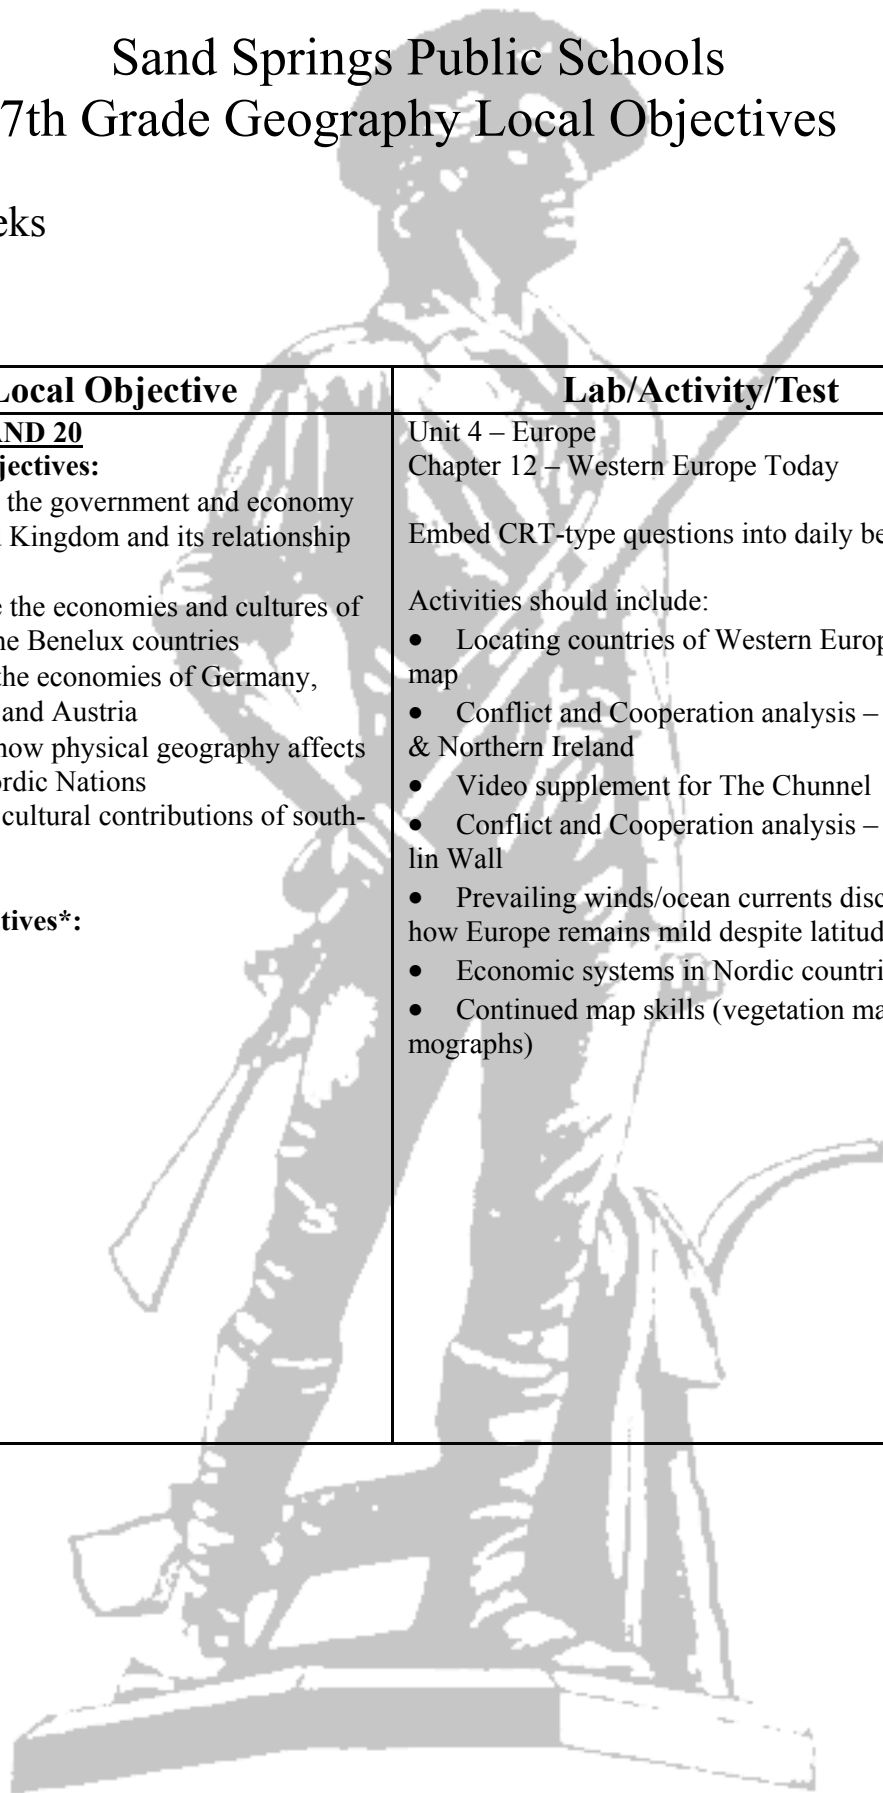 Sand Springs Public Schools
7th Grade Geography Local Objectives
eks
Local Objective
AND 20
jectives:
the government and economy
Kingdom and its relationship
the economies and cultures of
he Benelux countries
the economies of Germany,
and Austria
how physical geography affects
ordic Nations
cultural contributions of south-
tives*:
Lab/Activity/Test
Unit 4 – Europe
Chapter 12 – Western Europe Today
Embed CRT-type questions into daily be
Activities should include:
• Locating countries of Western Europ
map
• Conflict and Cooperation analysis –
& Northern Ireland
• Video supplement for The Chunnel
• Conflict and Cooperation analysis –
lin Wall
• Prevailing winds/ocean currents disc
how Europe remains mild despite latitud
• Economic systems in Nordic countri
• Continued map skills (vegetation ma
mographs)